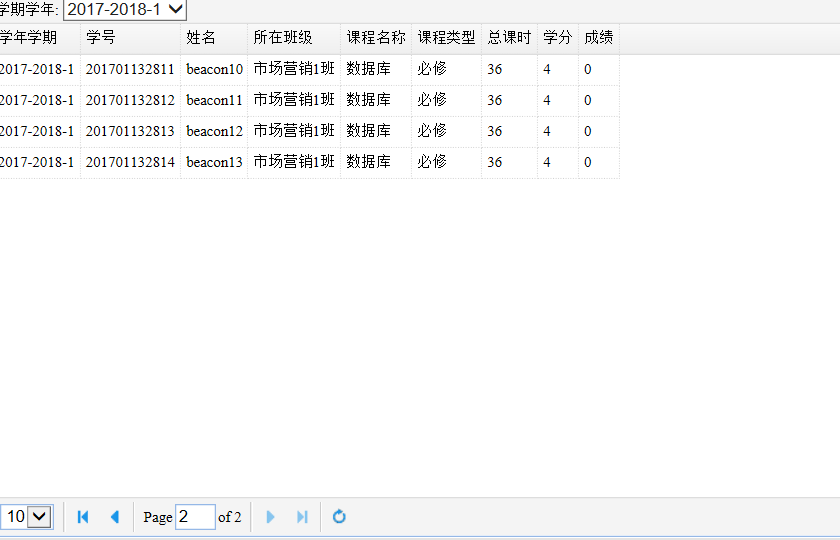 学期学年: 2017-2018-1
学年学期 学号 姓名 所在班级 课程名称 课程类型 总课时 学分 成绩
2017-2018-1 201701132811 beacon10 市场营销1班 数据库 必修 36 4 0
2017-2018-1 201701132812 beacon11 市场营销1班 数据库 必修 36 4 0
2017-2018-1 201701132813 beacon12 市场营销1班 数据库 必修 36 4 0
2017-2018-1 201701132814 beacon13 市场营销1班 数据库 必修 36 4 0
10 Page 2 of 2